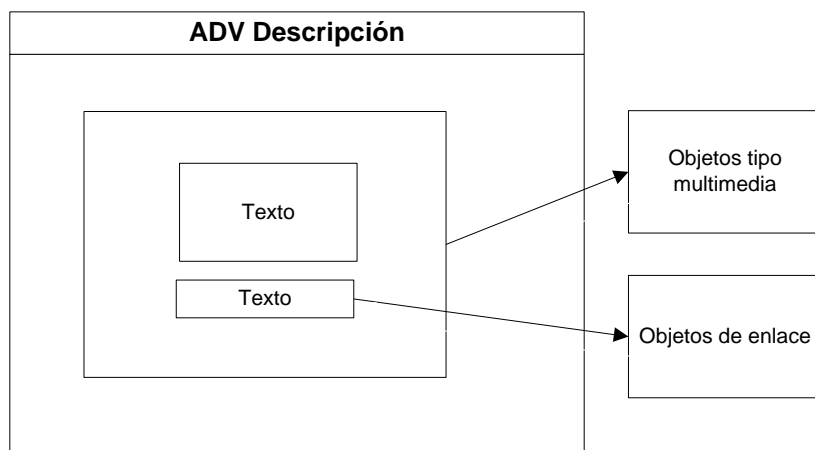 ADV Descripción
Texto
Texto
Objetos tipo
multimedia
Objetos de enlace